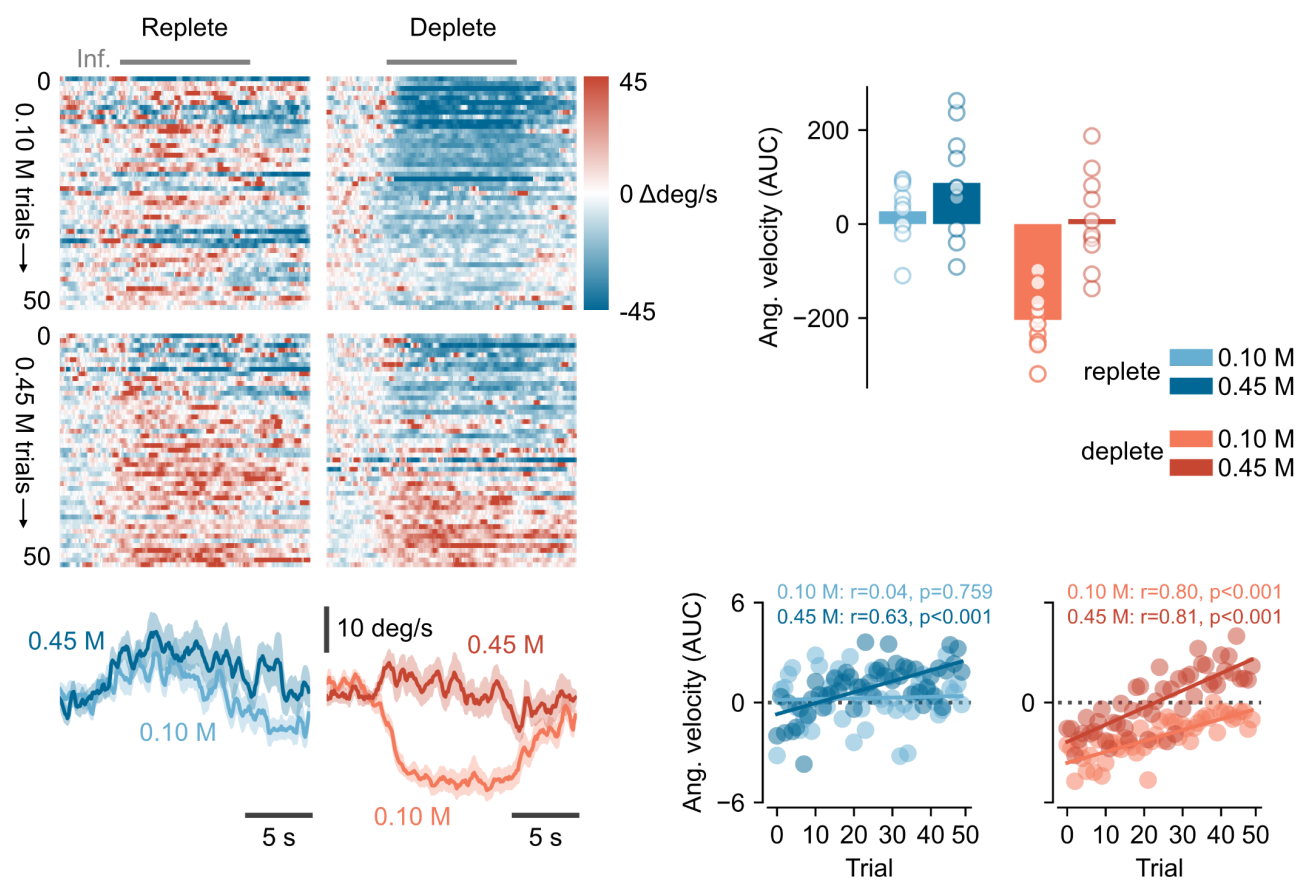 Replete
Deplete
Inf.
0
0.10 M trials
50
45
0 Δdeg/s
-45
0
0.45 M trials
50
0.45 M
0.10 M
5 s
10 deg/s
0.45 M
0.10 M
5 s
Ang. velocity (AUC)
200
0
−200
replete
0.10 M
0.45 M
deplete
0.10 M
0.45 M
Ang. velocity (AUC)
6
0
−6
0.10 M: r=0.04, p=0.759
0.45 M: r=0.63, p<0.001
0 10 20 30 40 50
Trial
0.10 M: r=0.80, p<0.001
0.45 M: r=0.81, p<0.001
0
0 10 20 30 40 50
Trial